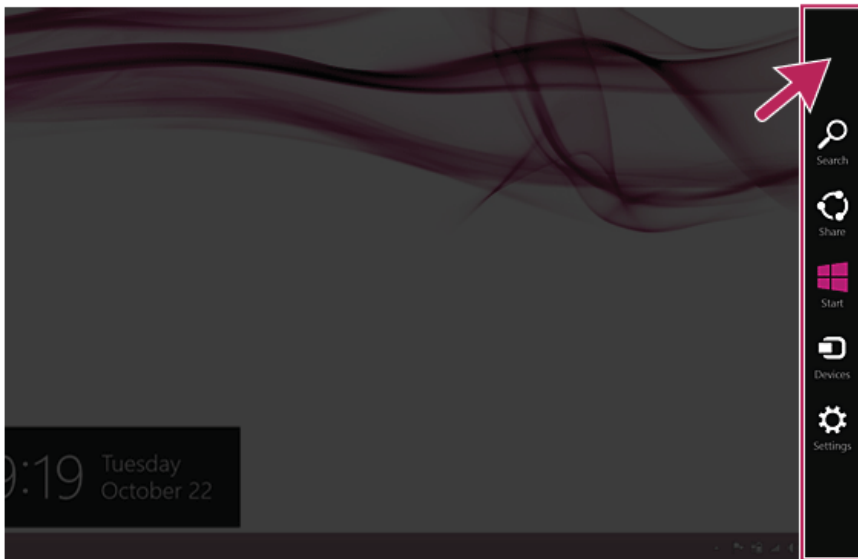 Search
Share
Start
Devices
Settings
9:19
Tuesday
October 22